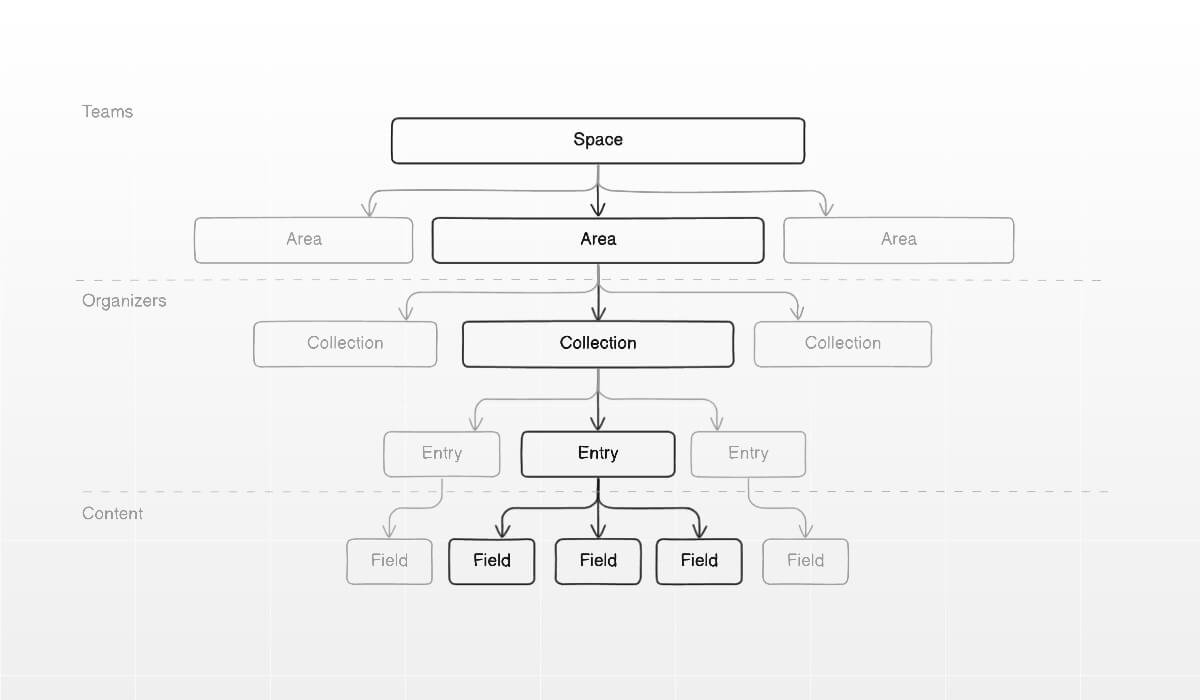 Teams
Space
Area
Area
Area
Organizers
Collection
Collection
Collection
Entry
Entry
Entry
Content
Field
Field
Field
Field
Field